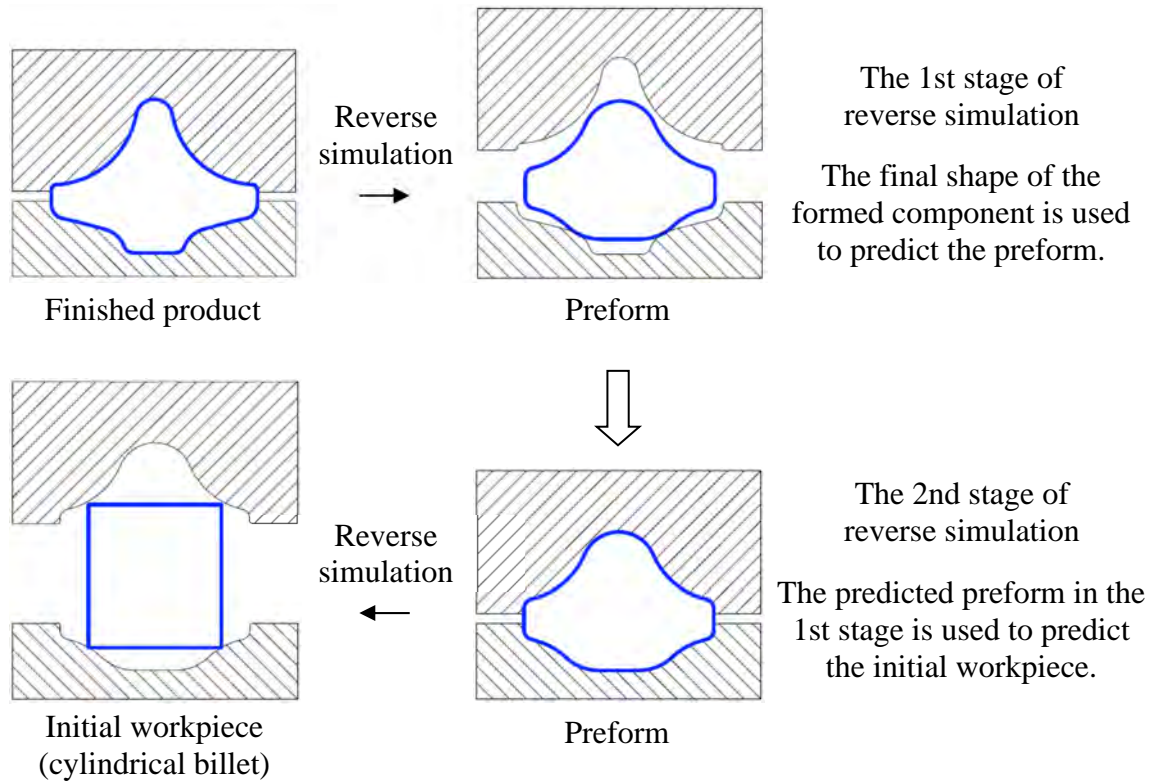 Finished product
Reverse
simulation
Preform
The 1st stage of
reverse simulation
The final shape of the
formed component is used
to predict the preform.
Initial workpiece
(cylindrical billet)
Reverse
simulation
Preform
The 2nd stage of
reverse simulation
The predicted preform in the
1st stage is used to predict
the initial workpiece.